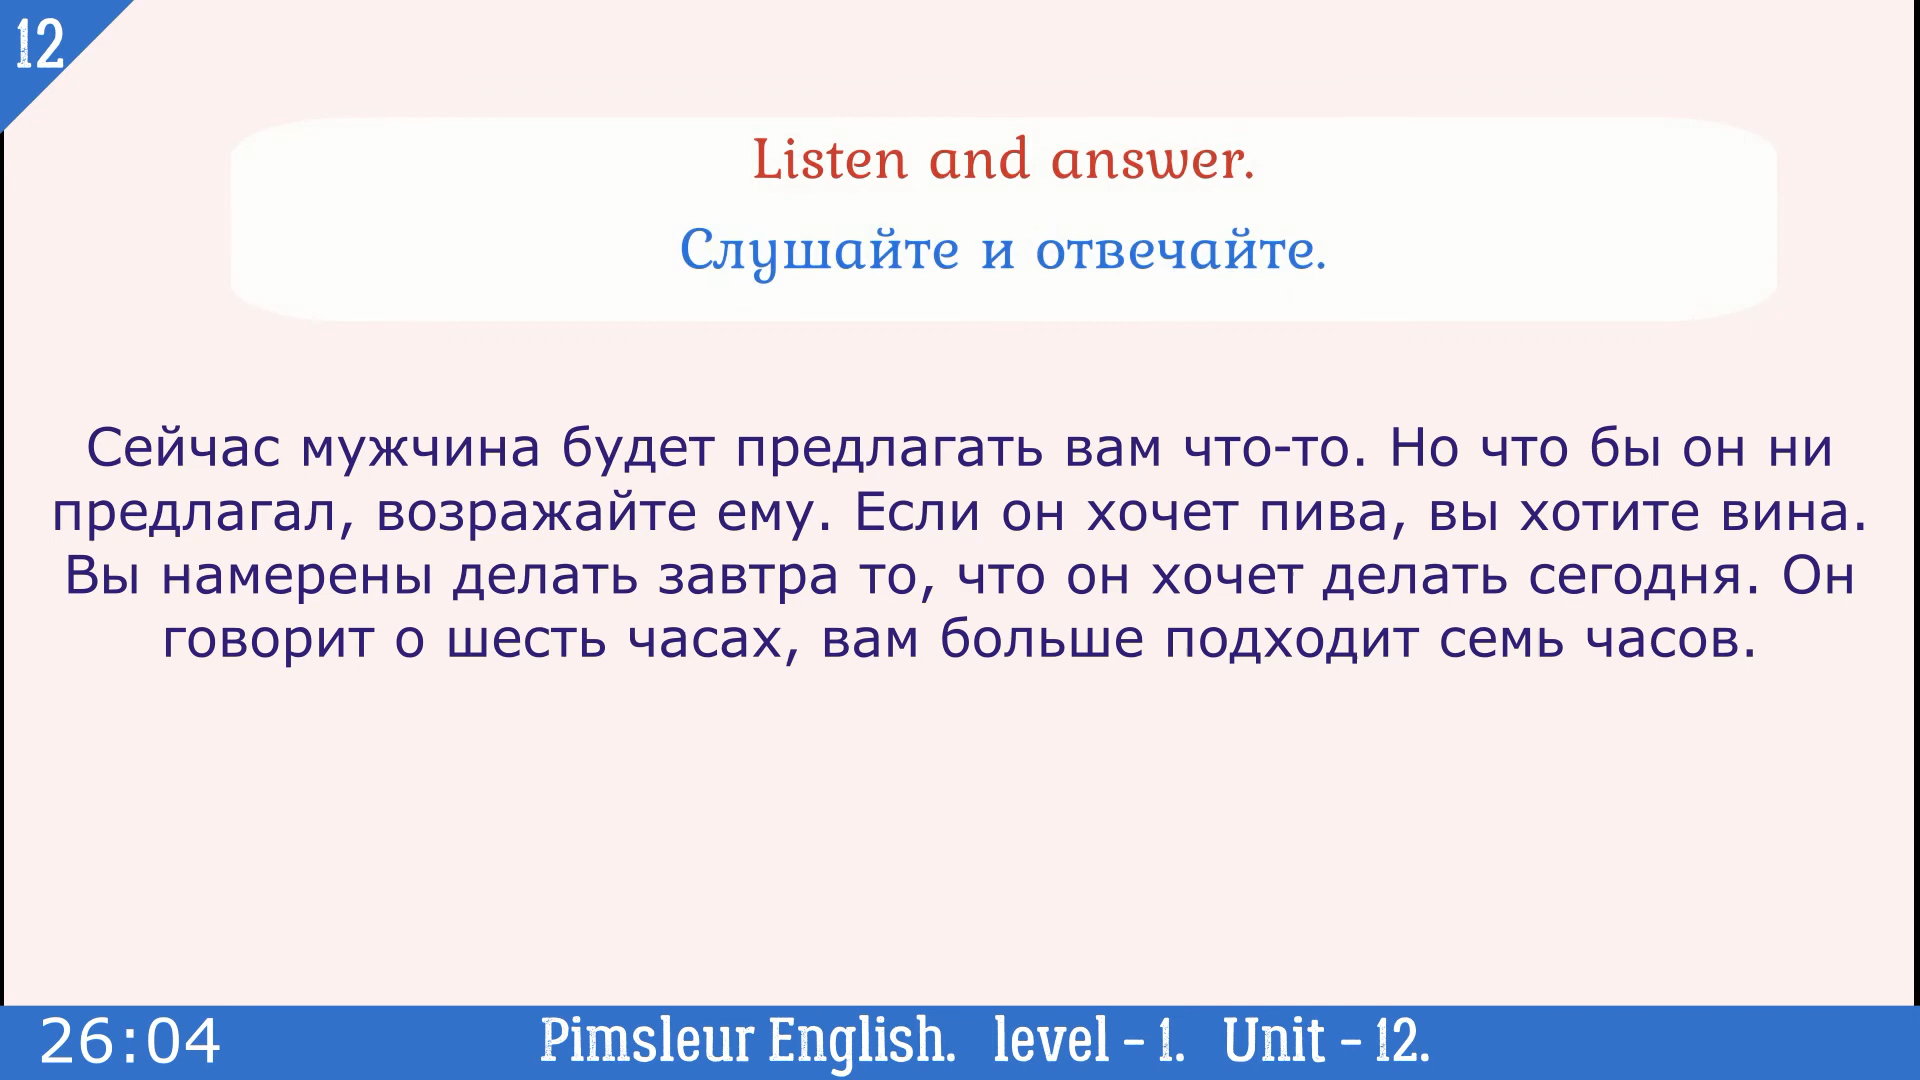 12
Listen and answer.
Слушайте и отвечайте.
Сейчас мужчина будет предлагать вам что-то. Но что бы он ни
предлагал, возражайте ему. Если он хочет пива, вы хотите вина.
Вы намерены делать завтра то, что он хочет делать сегодня. Он
говорит о шесть часах, вам больше подходит семь часов.
26:04 Pimsleur English. level - 1. Unit - 12.